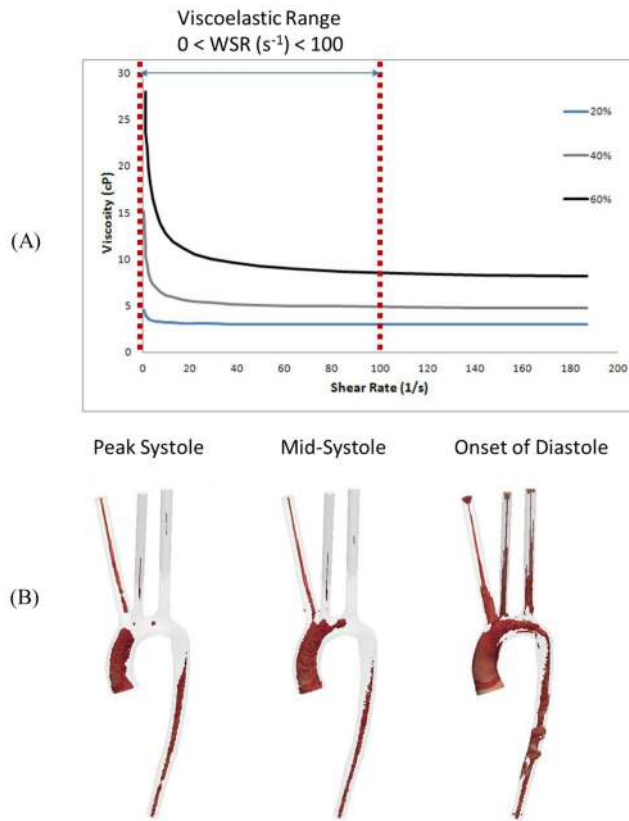 Viscoelastic Range
0 < WSR (s⁻¹) < 100
(A)
Viscosity (cP)
30
25
20
15
10
5
0
20%
40%
60%
0 20 40 60 80 100 120 140 160 180 200
Shear Rate (1/s)
Peak Systole Mid-Systole Onset of Diastole
(B)